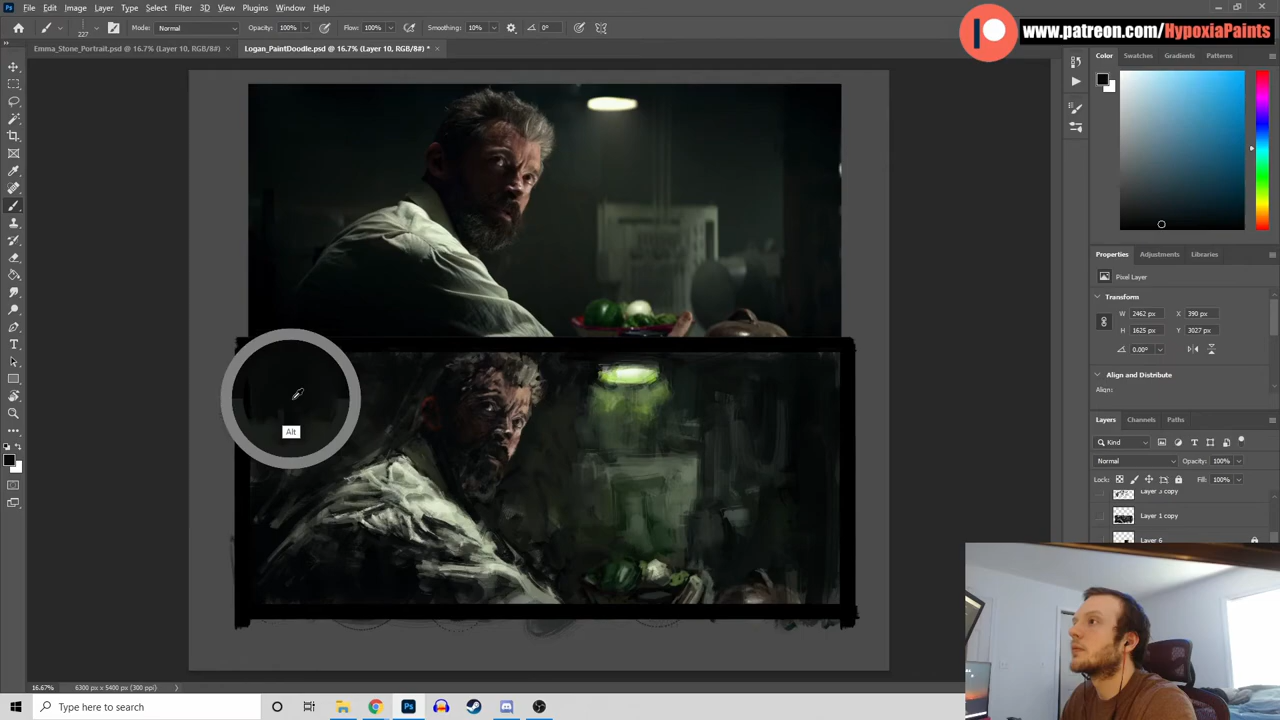 Ps File Edit Image Layer Type Select Filter 3D View Plugins Window Help
227 Mode: Normal Opacity: 100% Flow: 100% Smoothing: 10% 0°
www.patreon.com/HypoxiaPaints
Emma_Stone_Portrait.psd @ 16.7% (Layer 10, RGB/8#) × Logan_PaintDoodle.psd @ 16.7% (Layer 10, RGB/8#) * ×
Color Swatches Gradients Patterns
Properties Adjustments Libraries
Pixel Layer
Transform
W 2462 px X 390 px
H 1625 px Y 3027 px
0.00°
Align and Distribute
Align:
Layers Channels Paths
Kind
Normal Opacity: 100%
Lock: Fill: 100%
Layer 3 copy
Layer 1 copy
Layer 6
Alt
16.67% 6300 px x 5400 px (300 ppi)
Type here to search
Ps